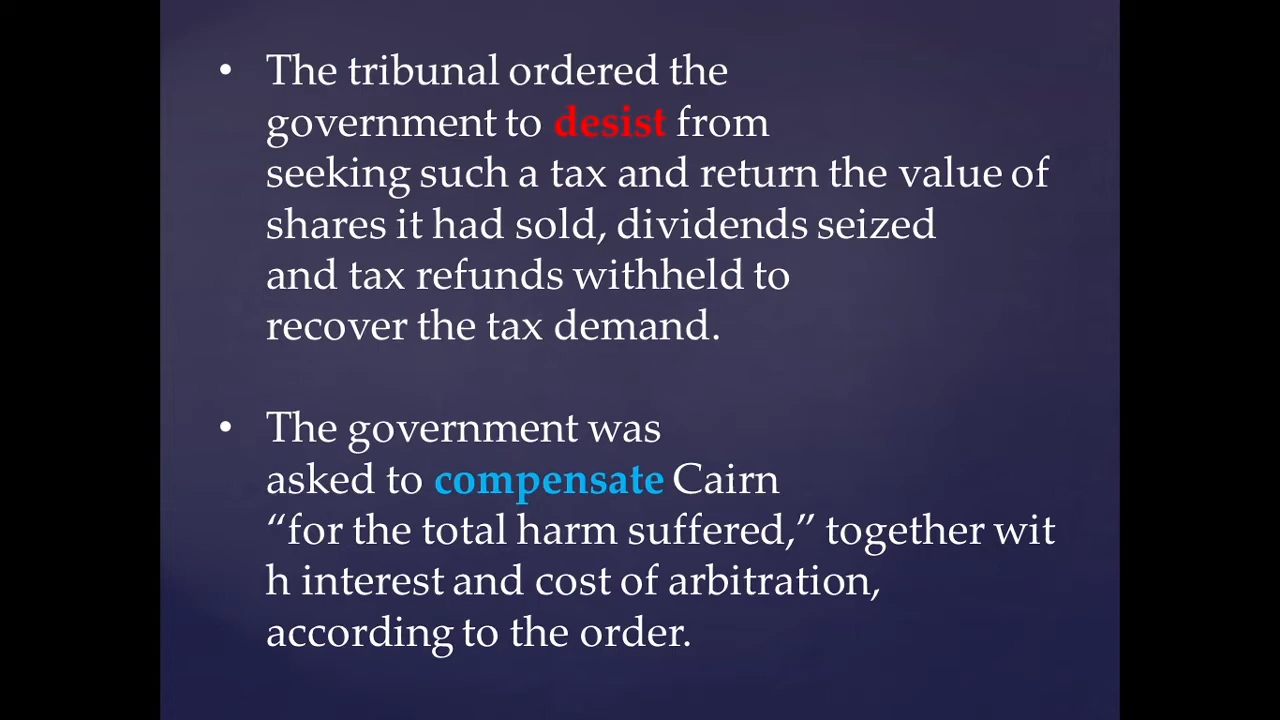 • The tribunal ordered the
government to desist from
seeking such a tax and return the value of
shares it had sold, dividends seized
and tax refunds withheld to
recover the tax demand.
• The government was
asked to compensate Cairn
“for the total harm suffered,” together wit
h interest and cost of arbitration,
according to the order.